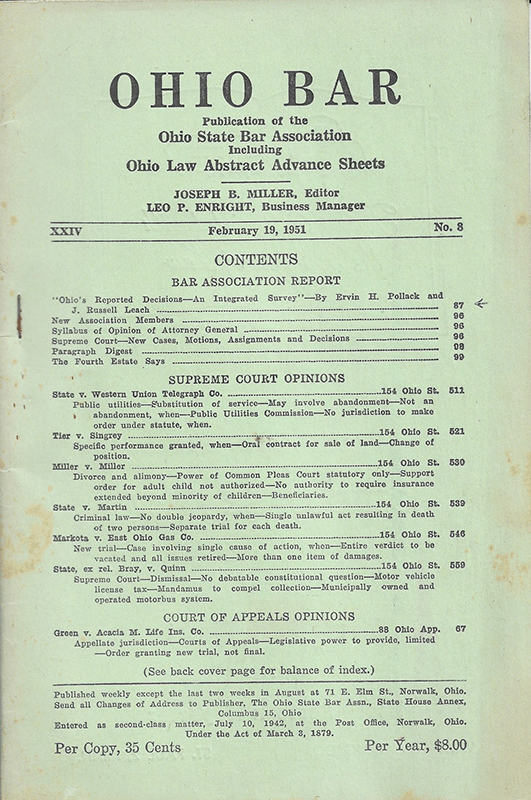 OHIO BAR
Publication of the
Ohio State Bar Association
Including
Ohio Law Abstract Advance Sheets
JOSEPH B. MILLER, Editor
LEO P. ENRIGHT, Business Manager
XXIV February 19, 1951 No. 8
CONTENTS
BAR ASSOCIATION REPORT
"Ohio's Reported Decisions—An Integrated Survey"—By Ervin H. Pollack and
J. Russell Leach 87
New Association Members 96
Syllabus of Opinion of Attorney General 96
Supreme Court—New Cases, Motions, Assignments and Decisions 96
Paragraph Digest 98
The Fourth Estate Says 99
SUPREME COURT OPINIONS
State v. Western Union Telegraph Co. 154 Ohio St. 511
Public utilities—Substitution of service—May involve abandonment—Not an
abandonment, when—Public Utilities Commission—No jurisdiction to make
order under statute, when.
Tier v. Singrey 154 Ohio St. 521
Specific performance granted, when—Oral contract for sale of land—Change of
position.
Miller v. Miller 154 Ohio St. 530
Divorce and alimony—Power of Common Pleas Court statutory only—Support
order for adult child not authorized—No authority to require insurance
extended beyond minority of children—Beneficiaries.
State v. Martin 154 Ohio St. 539
Criminal law—No double jeopardy, when—Single unlawful act resulting in death
of two persons—Separate trial for each death.
Markota v. East Ohio Gas Co. 154 Ohio St. 546
New trial—Case involving single cause of action, when—Entire verdict to be
vacated and all issues retired—More than one item of damages.
State, ex rel. Bray, v. Quinn 154 Ohio St. 559
Supreme Court—Dismissal—No debatable constitutional question—Motor vehicle
license tax—Mandamus to compel collection—Municipally owned and
operated motorbus system.
COURT OF APPEALS OPINIONS
Green v. Acacia M. Life Ins. Co. 88 Ohio App. 67
Appellate jurisdiction—Courts of Appeals—Legislative power to provide, limited
—Order granting new trial, not final.
(See back cover page for balance of index.)
Published weekly except the last two weeks in August at 71 E. Elm St., Norwalk, Ohio.
Send all Changes of Address to Publisher, The Ohio State Bar Assn., State House Annex,
Columbus 15, Ohio
Entered as second-class matter, July 10, 1942, at the Post Office, Norwalk, Ohio.
Under the Act of March 3, 1879.
Per Copy, 35 Cents Per Year, $8.00